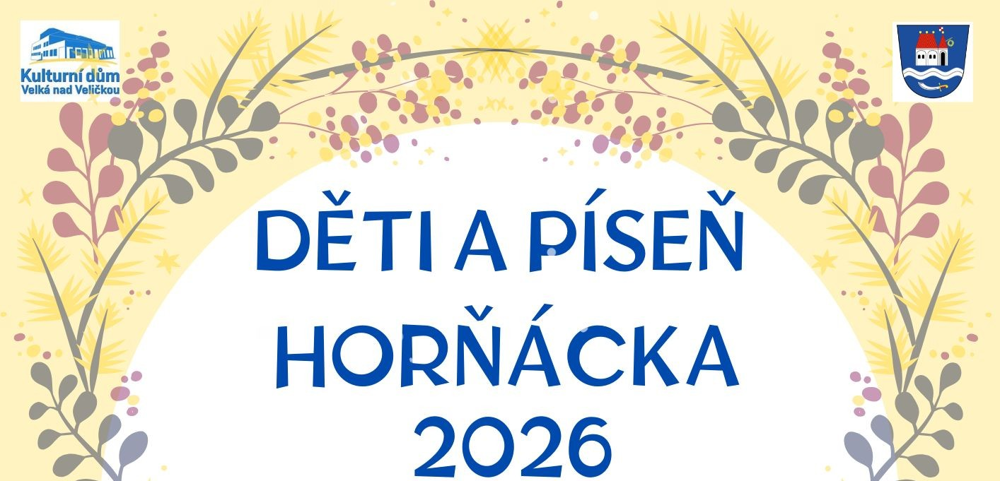 Kulturní dům
Velká nad Veličkou
DĚTI A PÍSEŇ
HORŇÁCKA
2026